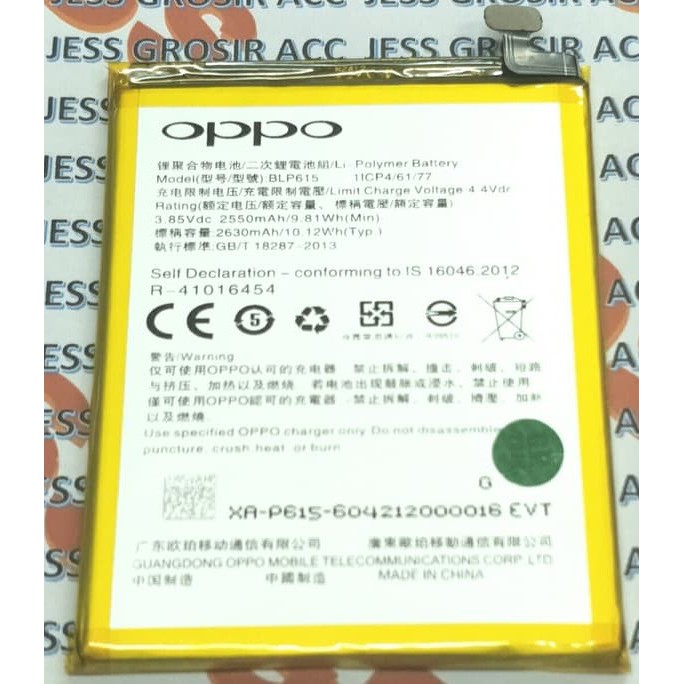 JESS GROSIR ACC JESS GROSIR ACC
oppo
锂聚合物电池/二次鋰電池組/Li Polymer Battery
Model(型号/型號):BLP615 1ICP4/61/77
充电限制电压/充電限制電壓/Limit Charge Voltage 4.4Vdr
Rating(额定电压/额定容量、標稱電壓/額定容量)
3.85Vdc 2550mAh/9.81Wh(Min)
標稱容量:2630mAh/10.12Wh(Typ.)
執行標準:GB/T 18287-2013
Self Declaration - conforming to IS 16046:2012
R-41016454
CE 5
警告/Warning
仅可使用OPPO认可的充电器、禁止拆解、撞击、刺破、短路
与挤压、加热以及燃烧、若电池出现鼓胀或浸水、禁止使用
僅可使用OPPO認可的充電器、禁止拆解、刺破、擠壓、加熱
以及燃燒
Use specified OPPO charger only. Do not disassemble
puncture, crush,heat, or burn
G
XA-P615-604212000016 EVT
广东欧珀移动通信有限公司 廣東歐珀移動通信有限公司
GUANGDONG OPPO MOBILE TELECOMMUNICATIONS CORP. LTD
中国制造 中國製造 MADE IN CHINA